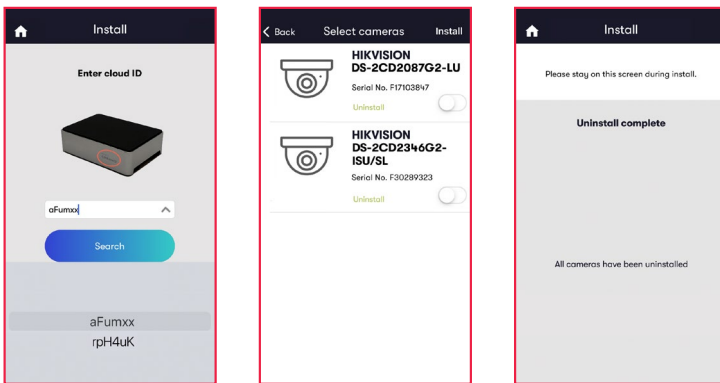 Install
Enter cloud ID
aFumxx
Search
aFumxx
rpH4uK
Back Select cameras Install
HIKVISION
DS-2CD2087G2-LU
Serial No. F17103847
Uninstall
HIKVISION
DS-2CD2346G2-
ISU/SL
Serial No. F30289323
Uninstall
Install
Please stay on this screen during install.
Uninstall complete
All cameras have been uninstalled